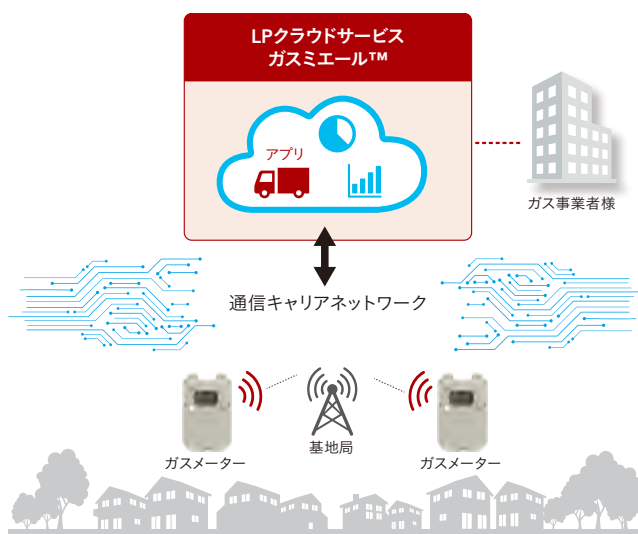 LPクラウドサービス
ガスミエール™
アプリ
ガス事業者様
通信キャリアネットワーク
ガスメーター
基地局
ガスメーター